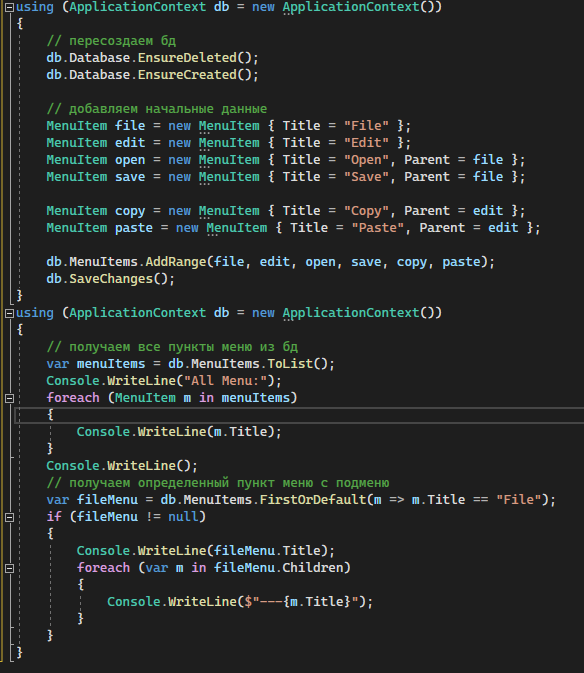 using (ApplicationContext db = new ApplicationContext())
{
    // пересоздаем бд
    db.Database.EnsureDeleted();
    db.Database.EnsureCreated();

    // добавляем начальные данные
    MenuItem file = new MenuItem { Title = "File" };
    MenuItem edit = new MenuItem { Title = "Edit" };
    MenuItem open = new MenuItem { Title = "Open", Parent = file };
    MenuItem save = new MenuItem { Title = "Save", Parent = file };

    MenuItem copy = new MenuItem { Title = "Copy", Parent = edit };
    MenuItem paste = new MenuItem { Title = "Paste", Parent = edit };

    db.MenuItems.AddRange(file, edit, open, save, copy, paste);
    db.SaveChanges();
}
using (ApplicationContext db = new ApplicationContext())
{
    // получаем все пункты меню из бд
    var menuItems = db.MenuItems.ToList();
    Console.WriteLine("All Menu:");
    foreach (MenuItem m in menuItems)
    {
        Console.WriteLine(m.Title);
    }
    Console.WriteLine();
    // получаем определенный пункт меню с подменю
    var fileMenu = db.MenuItems.FirstOrDefault(m => m.Title == "File");
    if (fileMenu != null)
    {
        Console.WriteLine(fileMenu.Title);
        foreach (var m in fileMenu.Children)
        {
            Console.WriteLine($"---{m.Title}");
        }
    }
}